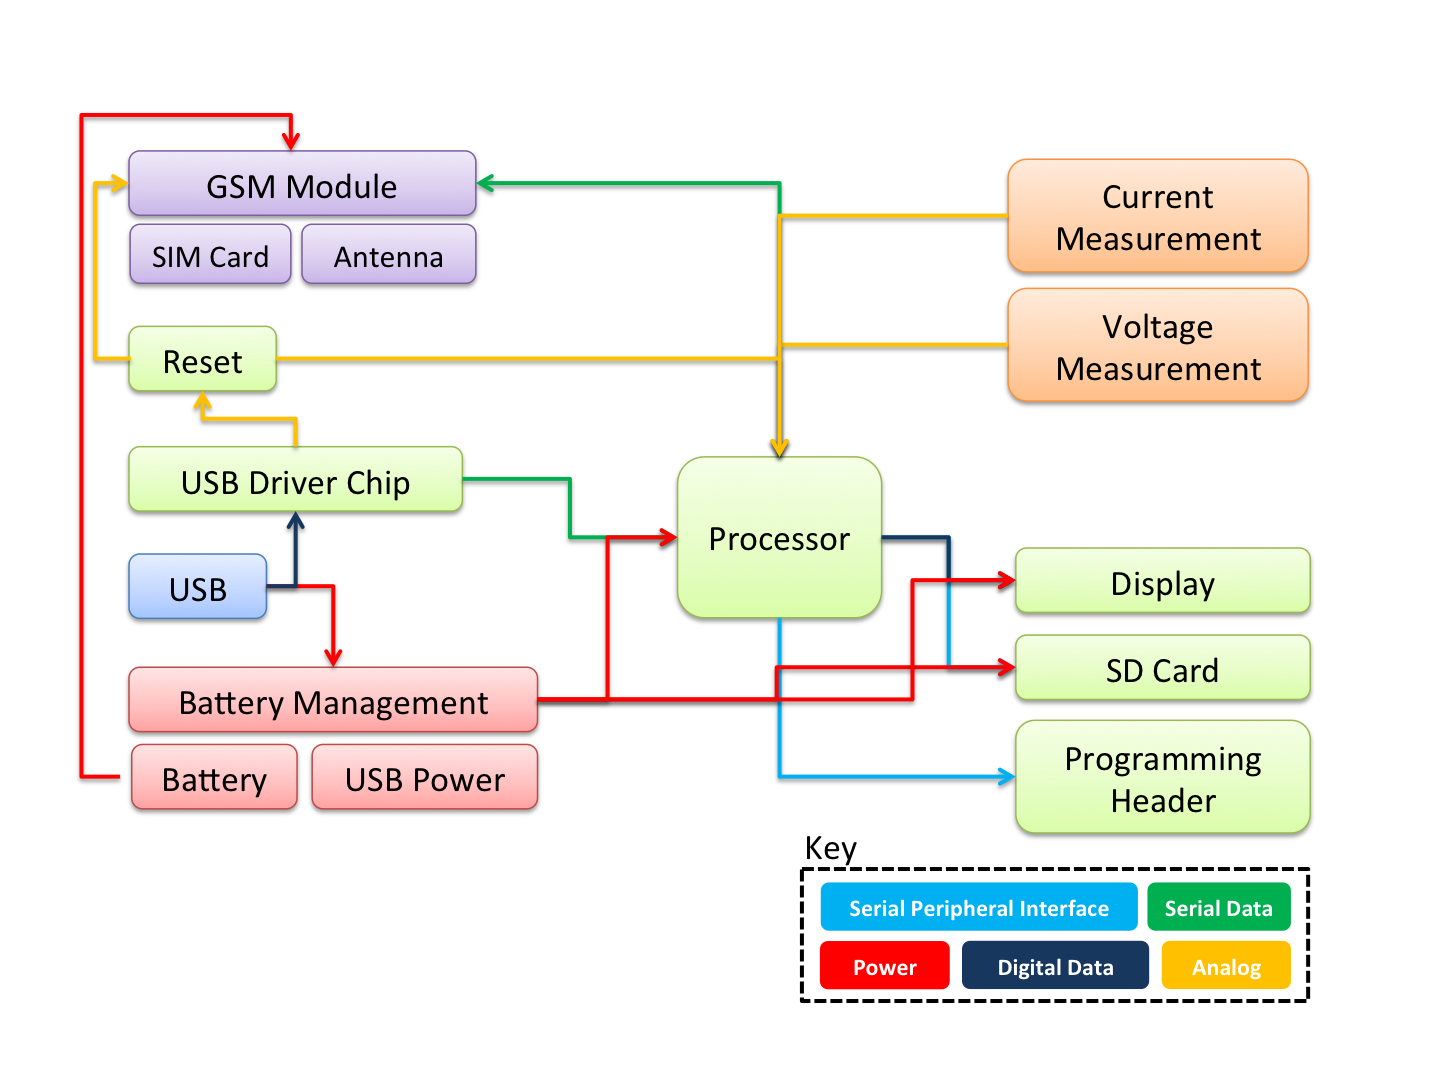 GSM Module
SIM Card
Antenna
Current
Measurement
Voltage
Measurement
Reset
USB Driver Chip
Processor
USB
Display
Battery Management
SD Card
Battery
USB Power
Programming
Header
Key
Serial Peripheral Interface
Serial Data
Power
Digital Data
Analog